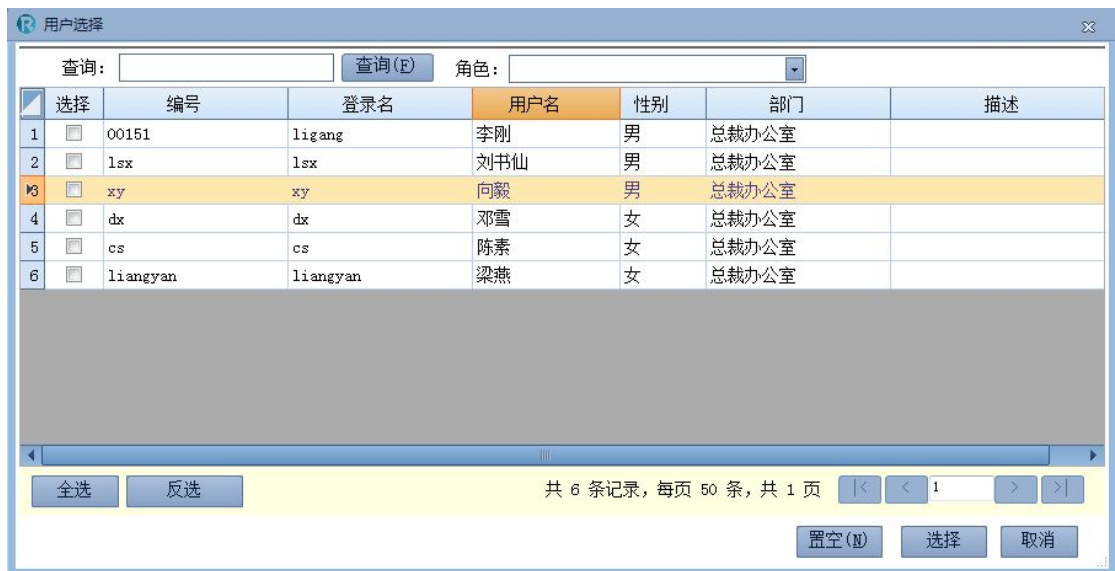 用户选择
查询： 查询(F) 角色：
选择 编号 登录名 用户名 性别 部门 描述
1 00151 ligang 李刚 男 总裁办公室
2 lsx lsx 刘书仙 男 总裁办公室
3 xy xy 向毅 男 总裁办公室
4 dx dx 邓雪 女 总裁办公室
5 cs cs 陈素 女 总裁办公室
6 liangyan liangyan 梁燕 女 总裁办公室
全选 反选 共 6 条记录，每页 50 条，共 1 页 |< < 1 > >|
置空(N) 选择 取消